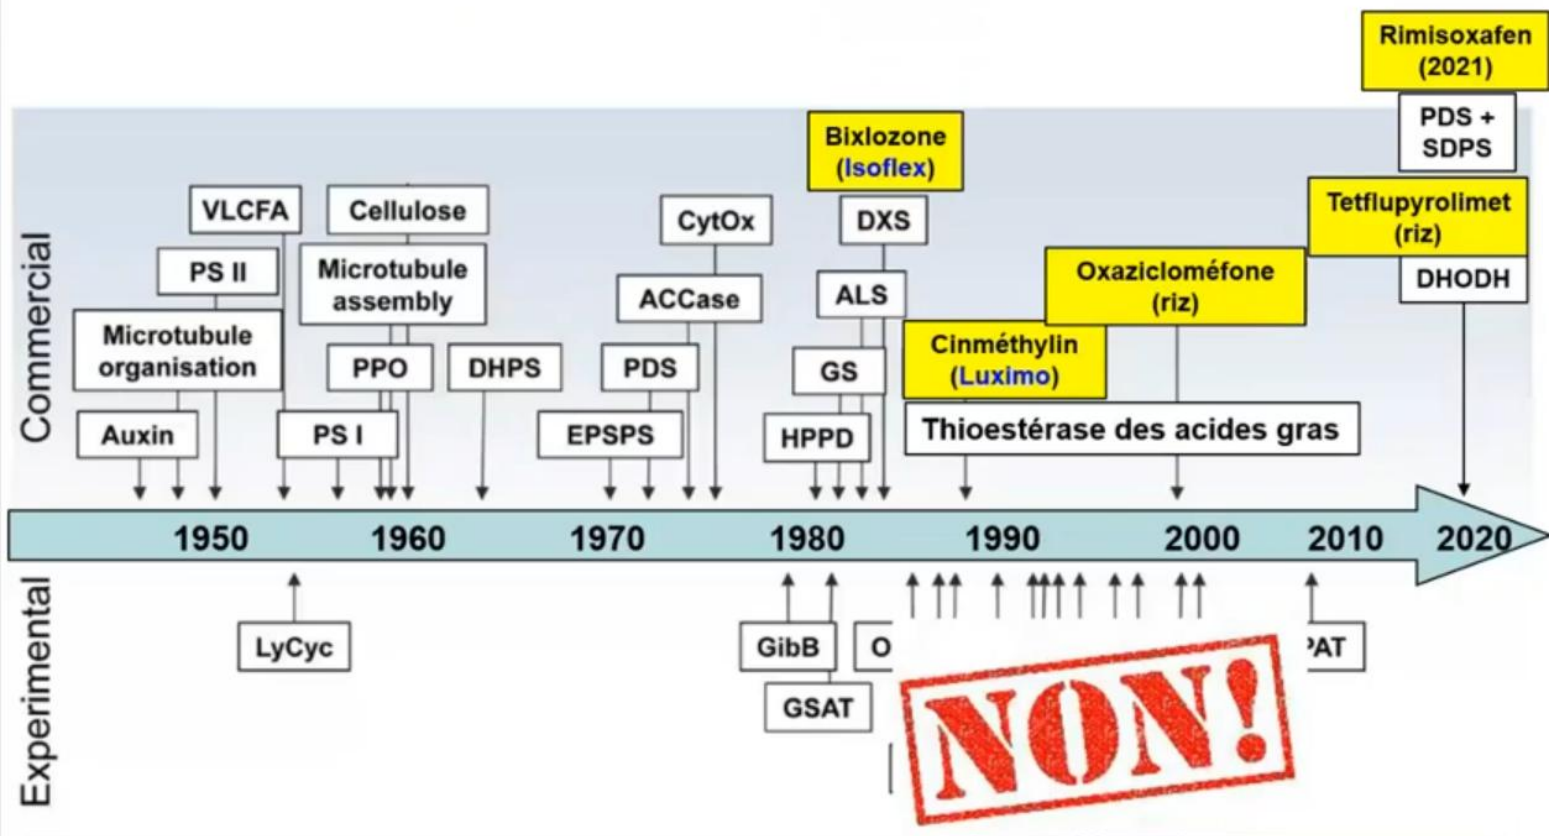 Rimisoxafen
(2021)
PDS +
SDPS
Bixlozone
(Isoflex)
Tetflupyrolimet
(riz)
VLCFA
Cellulose
CytOx
DXS
PS II
Microtubule
assembly
ACCase
ALS
Oxazicloméfone
(riz)
DHODH
Microtubule
organisation
PPO
DHPS
PDS
GS
Cinméthylin
(Luximo)
Auxin
PS I
EPSPS
HPPD
Thioestérase des acides gras
Commercial
1950 1960 1970 1980 1990 2000 2010 2020
Experimental
LyCyc
GibB
GSAT
NON!